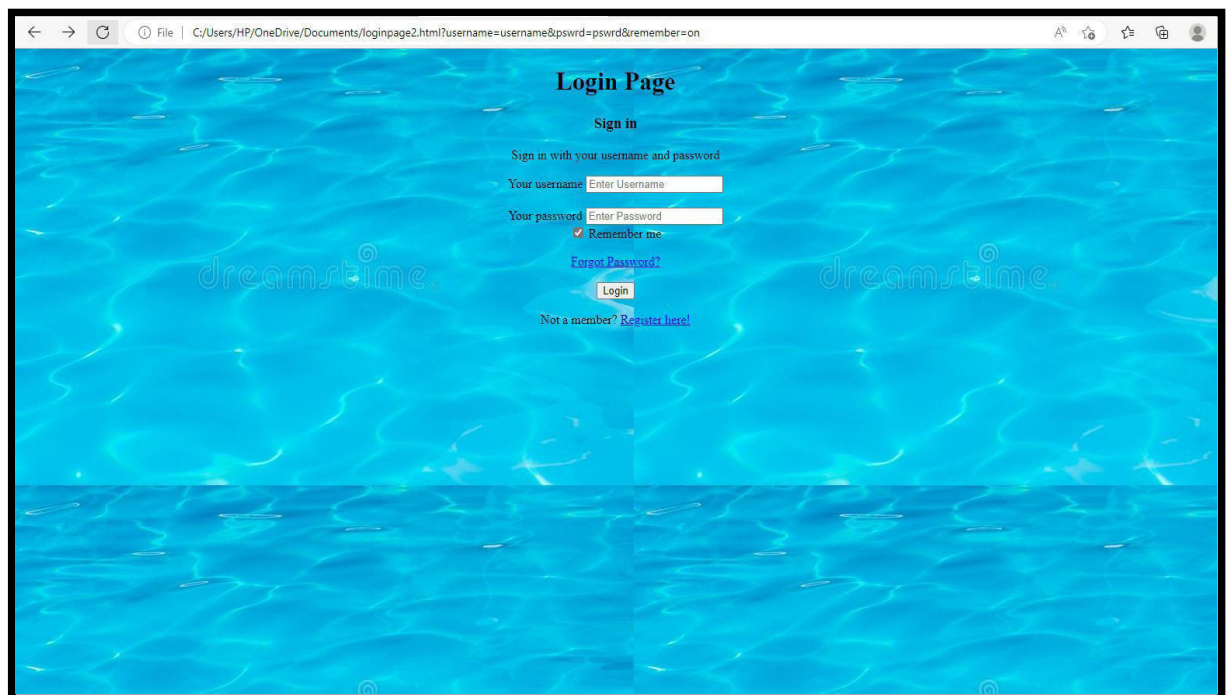 File | C:/Users/HP/OneDrive/Documents/loginpage2.html?username=username&pswrd=pswrd&remember=on
Login Page
Sign in
Sign in with your username and password
Your username Enter Username
Your password Enter Password
Remember me
dreamstime. dreamstime.
Forgot Password?
Login
Not a member? Register here!